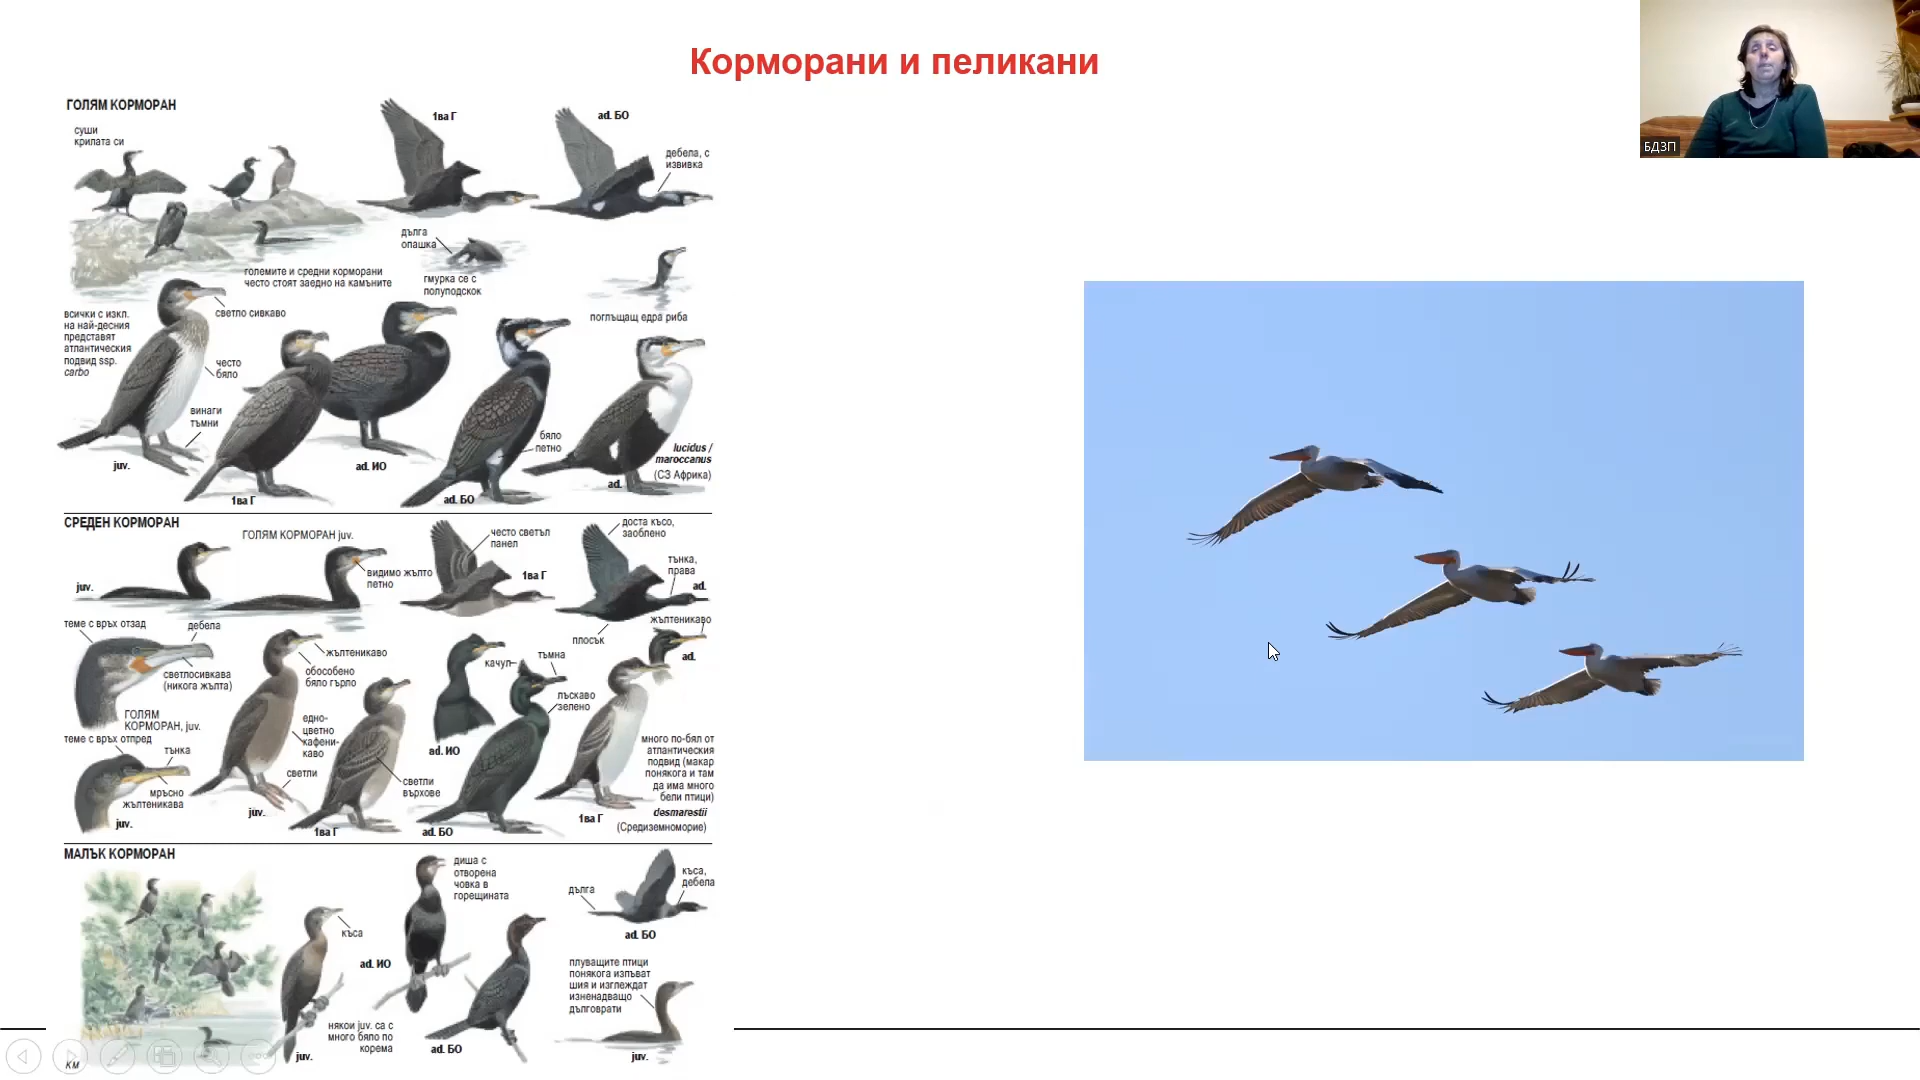 Корморани и пеликани
БДЗП
ГОЛЯМ КОРМОРАН
суши
крилата си
1ва Г
ad. БО
дебела, с
извивка
дълга
опашка
гмурка се с
полуподскок
големите и средни корморани
често стоят заедно на камъните
поглъщащ едра риба
светло сивкаво
всички с изкл.
на най-десния
представят
атлантическия
подвид ssp.
carbo
често
бяло
винаги
тъмни
бяло
петно
lucidus /
maroccanus
(СЗ Африка)
juv.
1ва Г
ad. ИО
ad. БО
ad.
СРЕДЕН КОРМОРАН
ГОЛЯМ КОРМОРАН juv.
juv.
видимо жълто
петно
често светъл
панел
1ва Г
доста късо,
заоблено
тънка,
права
ad.
плосък
жълтеникаво
ad.
теме с връх отзад
дебела
светлосивкава
(никога жълта)
ГОЛЯМ
КОРМОРАН, juv.
теме с връх отпред
тънка
мръсно
жълтеникава
juv.
жълтеникаво
обособено
бяло гърло
едно-
цветно
кафени-
каво
светли
juv.
светли
върхове
1ва Г
качул
тъмна
лъскаво
зелено
ad. ИО
ad. БО
много по-бял от
атлантическия
подвид (макар
понякога и там
да има много
бели птици)
desmarestii
(Средиземноморие)
1ва Г
МАЛЪК КОРМОРАН
къса
диша с
отворена
човка в
горещината
ad. ИО
дълга
къса,
дебела
ad. БО
плуващите птици
понякога изпъват
шия и изглеждат
изненадващо
дълговрати
някои juv. са с
много бяло по
корема
juv.
ad. БО
juv.
КМ